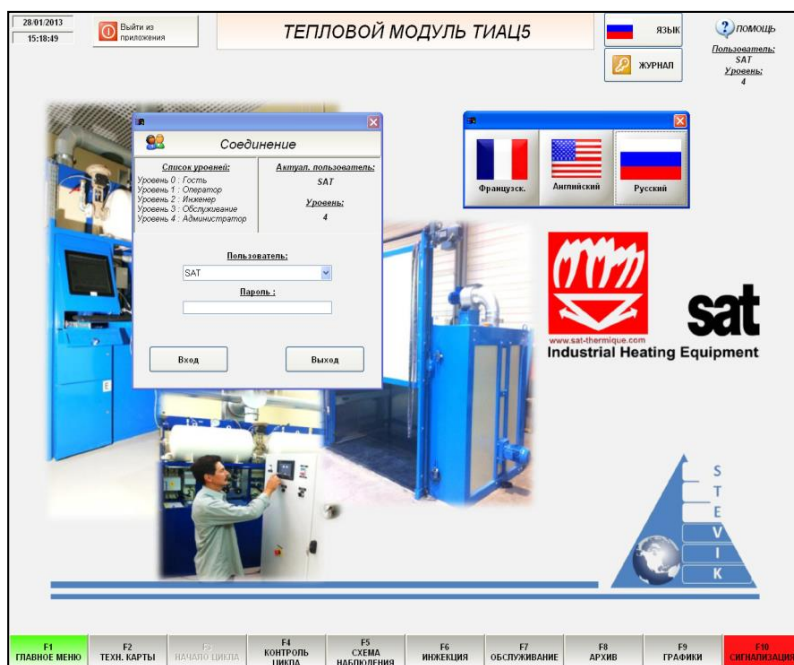 28/01/2013
15:18:49
Выйти из
приложения
ТЕПЛОВОЙ МОДУЛЬ ТИАЦ5
ЯЗЫК
ЖУРНАЛ
? ПОМОЩЬ
Пользователь:
SAT
Уровень:
4
Соединение
Список уровней:
Уровень 0 : Гость
Уровень 1 : Оператор
Уровень 2 : Инженер
Уровень 3 : Обслуживание
Уровень 4 : Администратор
Актуал. пользователь:
SAT
Уровень:
4
Пользователь:
SAT
Пароль :
Вход
Выход
Французск.
Английский
Русский
www.sat-thermique.com
sat
Industrial Heating Equipment
S
T
E
V
I
K
F1
ГЛАВНОЕ МЕНЮ
F2
ТЕХН. КАРТЫ
F3
НАЧАЛО ЦИКЛА
F4
КОНТРОЛЬ
ЦИКЛА
F5
СХЕМА
НАБЛЮДЕНИЯ
F6
ИНЖЕКЦИЯ
F7
ОБСЛУЖИВАНИЕ
F8
АРХИВ
F9
ГРАФИКИ
F10
СИГНАЛИЗАЦИЯ